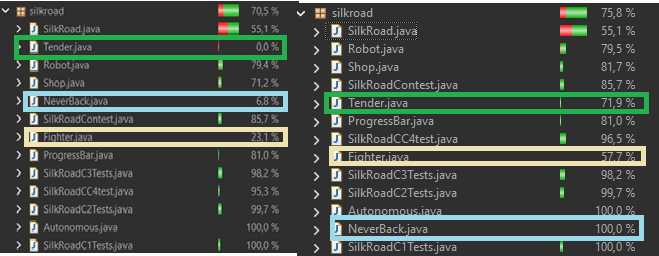 silkroad 70,5 %
SilkRoad.java 55,1 %
Tender.java 0,0 %
Robot.java 79,4 %
Shop.java 71,2 %
NeverBack.java 6,8 %
SilkRoadContest.java 85,7 %
Fighter.java 23,1 %
ProgressBar.java 81,0 %
SilkRoadC3Tests.java 98,2 %
SilkRoadCC4test.java 95,3 %
SilkRoadC2Tests.java 99,7 %
Autonomous.java 100,0 %
SilkRoadC1Tests.java 100,0 %
silkroad 75,8 %
SilkRoad.java 55,1 %
Robot.java 79,5 %
Shop.java 81,7 %
SilkRoadContest.java 85,7 %
Tender.java 71,9 %
ProgressBar.java 81,0 %
SilkRoadCC4test.java 96,5 %
Fighter.java 57,7 %
SilkRoadC3Tests.java 98,2 %
SilkRoadC2Tests.java 99,7 %
Autonomous.java 100,0 %
NeverBack.java 100,0 %
SilkRoadC1Tests.java 100,0 %